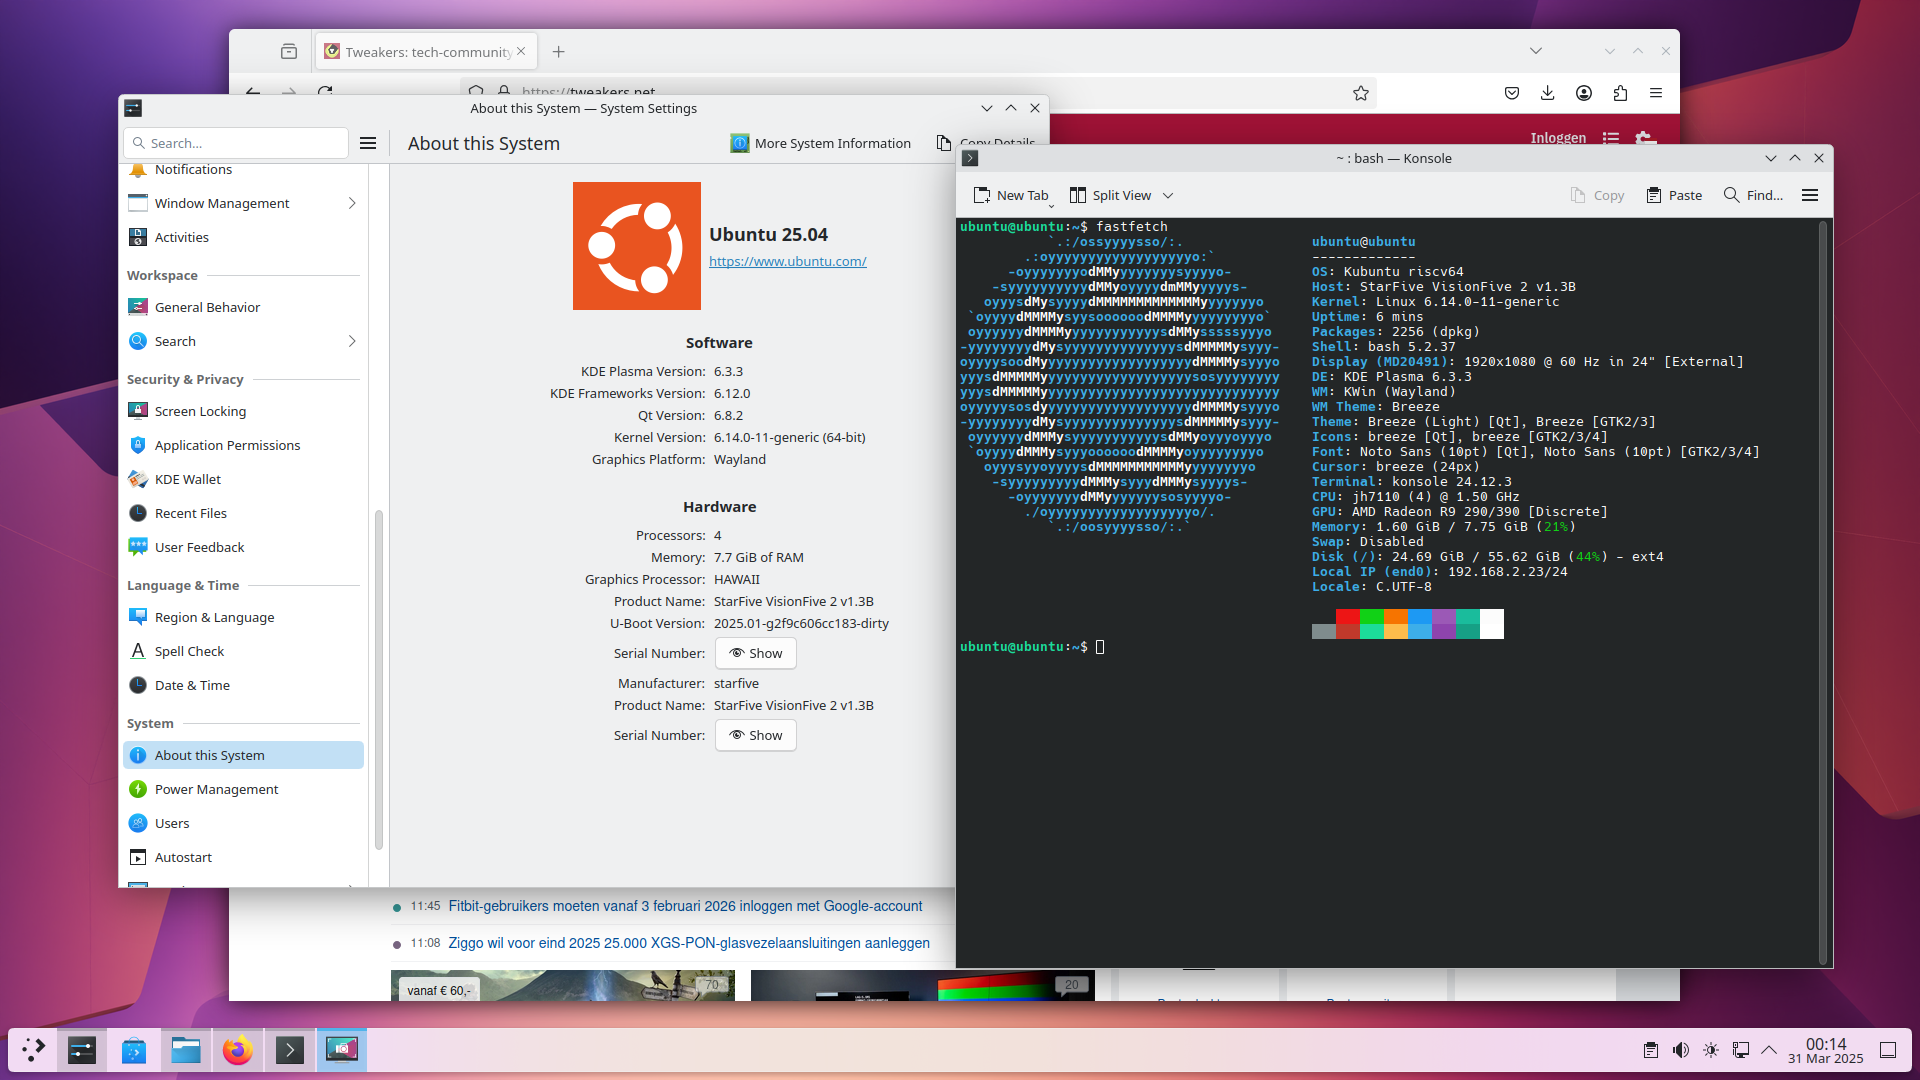 Tweakers: tech-community
https://tweakers.net
Inloggen
About this System — System Settings
Search...
About this System
More System Information
Copy Details
Notifications
Window Management
Activities
Workspace
General Behavior
Search
Security & Privacy
Screen Locking
Application Permissions
KDE Wallet
Recent Files
User Feedback
Language & Time
Region & Language
Spell Check
Date & Time
System
About this System
Power Management
Users
Autostart
Ubuntu 25.04
https://www.ubuntu.com/
Software
KDE Plasma Version: 6.3.3
KDE Frameworks Version: 6.12.0
Qt Version: 6.8.2
Kernel Version: 6.14.0-11-generic (64-bit)
Graphics Platform: Wayland
Hardware
Processors: 4
Memory: 7.7 GiB of RAM
Graphics Processor: HAWAII
Product Name: StarFive VisionFive 2 v1.3B
U-Boot Version: 2025.01-g2f9c606cc183-dirty
Serial Number: Show
Manufacturer: starfive
Product Name: StarFive VisionFive 2 v1.3B
Serial Number: Show
~ : bash — Konsole
New Tab
Split View
Copy
Paste
Find...
ubuntu@ubuntu:~$ fastfetch
ubuntu@ubuntu
-------------
OS: Kubuntu riscv64
Host: StarFive VisionFive 2 v1.3B
Kernel: Linux 6.14.0-11-generic
Uptime: 6 mins
Packages: 2256 (dpkg)
Shell: bash 5.2.37
Display (MD20491): 1920x1080 @ 60 Hz in 24" [External]
DE: KDE Plasma 6.3.3
WM: KWin (Wayland)
WM Theme: Breeze
Theme: Breeze (Light) [Qt], Breeze [GTK2/3]
Icons: breeze [Qt], breeze [GTK2/3/4]
Font: Noto Sans (10pt) [Qt], Noto Sans (10pt) [GTK2/3/4]
Cursor: breeze (24px)
Terminal: konsole 24.12.3
CPU: jh7110 (4) @ 1.50 GHz
GPU: AMD Radeon R9 290/390 [Discrete]
Memory: 1.60 GiB / 7.75 GiB (21%)
Swap: Disabled
Disk (/): 24.69 GiB / 55.62 GiB (44%) - ext4
Local IP (end0): 192.168.2.23/24
Locale: C.UTF-8
ubuntu@ubuntu:~$
11:45 Fitbit-gebruikers moeten vanaf 3 februari 2026 inloggen met Google-account
11:08 Ziggo wil voor eind 2025 25.000 XGS-PON-glasvezelaansluitingen aanleggen
vanaf € 60,-
70
20
00:14
31 Mar 2025